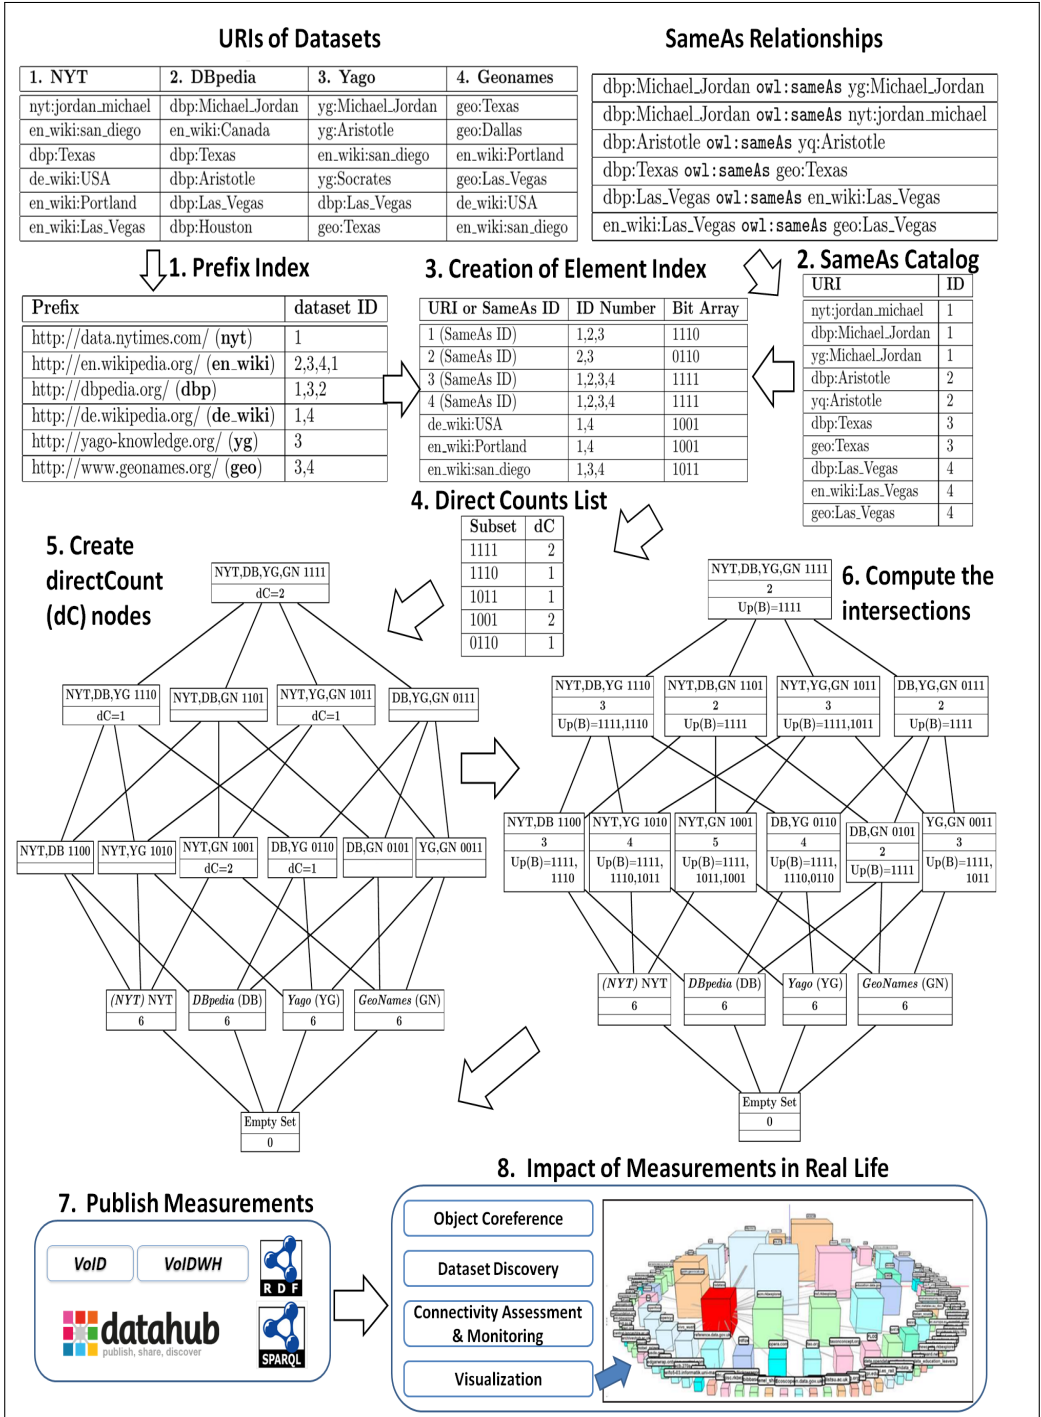 URIs of Datasets
SameAs Relationships
1. NYT 2. DBpedia 3. Yago 4. Geonames
nyt:jordan_michael dbp:Michael_Jordan yg:Michael_Jordan geo:Texas
en_wiki:san_diego en_wiki:Canada yg:Aristotle geo:Dallas
dbp:Texas dbp:Texas en_wiki:san_diego en_wiki:Portland
de_wiki:USA dbp:Aristotle yg:Socrates geo:Las_Vegas
en_wiki:Portland dbp:Las_Vegas dbp:Las_Vegas de_wiki:USA
en_wiki:Las_Vegas dbp:Houston geo:Texas en_wiki:san_diego
dbp:Michael_Jordan owl:sameAs yg:Michael_Jordan
dbp:Michael_Jordan owl:sameAs nyt:jordan_michael
dbp:Aristotle owl:sameAs yq:Aristotle
dbp:Texas owl:sameAs geo:Texas
dbp:Las_Vegas owl:sameAs en_wiki:Las_Vegas
en_wiki:Las_Vegas owl:sameAs geo:Las_Vegas
1. Prefix Index
Prefix dataset ID
http://data.nytimes.com/ (nyt) 1
http://en.wikipedia.org/ (en_wiki) 2,3,4,1
http://dbpedia.org/ (dbp) 1,3,2
http://de.wikipedia.org/ (de_wiki) 1,4
http://yago-knowledge.org/ (yg) 3
http://www.geonames.org/ (geo) 3,4
3. Creation of Element Index
URI or SameAs ID ID Number Bit Array
1 (SameAs ID) 1,2,3 1110
2 (SameAs ID) 2,3 0110
3 (SameAs ID) 1,2,3,4 1111
4 (SameAs ID) 1,2,3,4 1111
de_wiki:USA 1,4 1001
en_wiki:Portland 1,4 1001
en_wiki:san_diego 1,3,4 1011
2. SameAs Catalog
URI ID
nyt:jordan_michael 1
dbp:Michael_Jordan 1
yg:Michael_Jordan 1
dbp:Aristotle 2
yq:Aristotle 2
dbp:Texas 3
geo:Texas 3
dbp:Las_Vegas 4
en_wiki:Las_Vegas 4
geo:Las_Vegas 4
4. Direct Counts List
Subset dC
1111 2
1110 1
1011 1
1001 2
0110 1
5. Create
directCount
(dC) nodes
NYT,DB,YG,GN 1111
dC=2
NYT,DB,YG 1110
dC=1
NYT,DB,GN 1101
NYT,YG,GN 1011
dC=1
DB,YG,GN 0111
NYT,DB 1100
NYT,YG 1010
NYT,GN 1001
dC=2
DB,YG 0110
dC=1
DB,GN 0101
YG,GN 0011
(NYT) NYT
6
DBpedia (DB)
6
Yago (YG)
6
GeoNames (GN)
6
Empty Set
0
6. Compute the
intersections
NYT,DB,YG,GN 1111
2
Up(B)=1111
NYT,DB,YG 1110
3
Up(B)=1111,1110
NYT,DB,GN 1101
2
Up(B)=1111
NYT,YG,GN 1011
3
Up(B)=1111,1011
DB,YG,GN 0111
2
Up(B)=1111
NYT,DB 1100
3
Up(B)=1111,
1110
NYT,YG 1010
4
Up(B)=1111,
1110,1011
NYT,GN 1001
5
Up(B)=1111,
1011,1001
DB,YG 0110
4
Up(B)=1111,
1110,0110
DB,GN 0101
2
Up(B)=1111
YG,GN 0011
3
Up(B)=1111,
1011
(NYT) NYT
6
DBpedia (DB)
6
Yago (YG)
6
GeoNames (GN)
6
Empty Set
0
7. Publish Measurements
VoID
VoIDWH
RDF
datahub
publish, share, discover
SPARQL
8. Impact of Measurements in Real Life
Object Coreference
Dataset Discovery
Connectivity Assessment
& Monitoring
Visualization